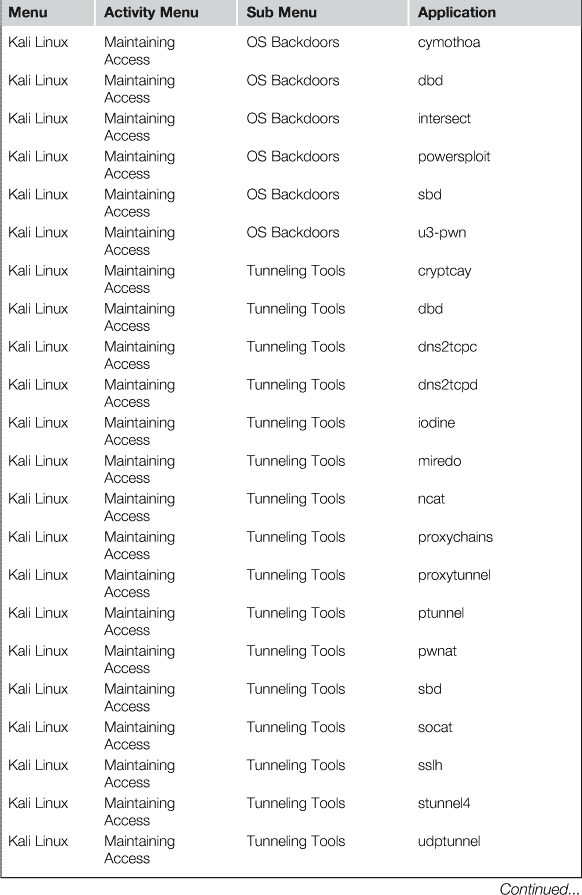 Menu Activity Menu Sub Menu Application
Kali Linux Maintaining OS Backdoors cymothoa
Access
Kali Linux Maintaining OS Backdoors dbd
Access
Kali Linux Maintaining OS Backdoors intersect
Access
Kali Linux Maintaining OS Backdoors powersploit
Access
Kali Linux Maintaining OS Backdoors sbd
Access
Kali Linux Maintaining OS Backdoors u3-pwn
Access
Kali Linux Maintaining Tunneling Tools cryptcay
Access
Kali Linux Maintaining Tunneling Tools dbd
Access
Kali Linux Maintaining Tunneling Tools dns2tcpc
Access
Kali Linux Maintaining Tunneling Tools dns2tcpd
Access
Kali Linux Maintaining Tunneling Tools iodine
Access
Kali Linux Maintaining Tunneling Tools miredo
Access
Kali Linux Maintaining Tunneling Tools ncat
Access
Kali Linux Maintaining Tunneling Tools proxychains
Access
Kali Linux Maintaining Tunneling Tools proxytunnel
Access
Kali Linux Maintaining Tunneling Tools ptunnel
Access
Kali Linux Maintaining Tunneling Tools pwnat
Access
Kali Linux Maintaining Tunneling Tools sbd
Access
Kali Linux Maintaining Tunneling Tools socat
Access
Kali Linux Maintaining Tunneling Tools sslh
Access
Kali Linux Maintaining Tunneling Tools stunnel4
Access
Kali Linux Maintaining Tunneling Tools udptunnel
Access
Continued...